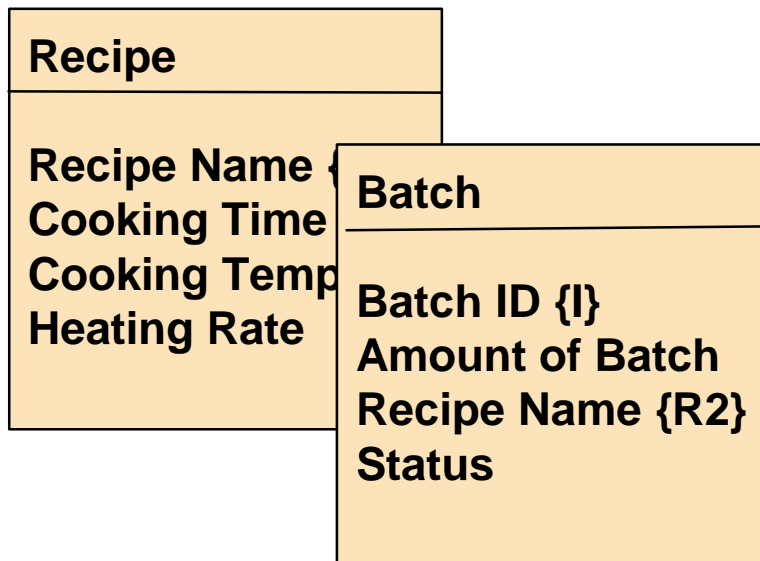 Recipe
Recipe Name {
Cooking Time
Cooking Temp
Heating Rate
Batch
Batch ID {I}
Amount of Batch
Recipe Name {R2}
Status